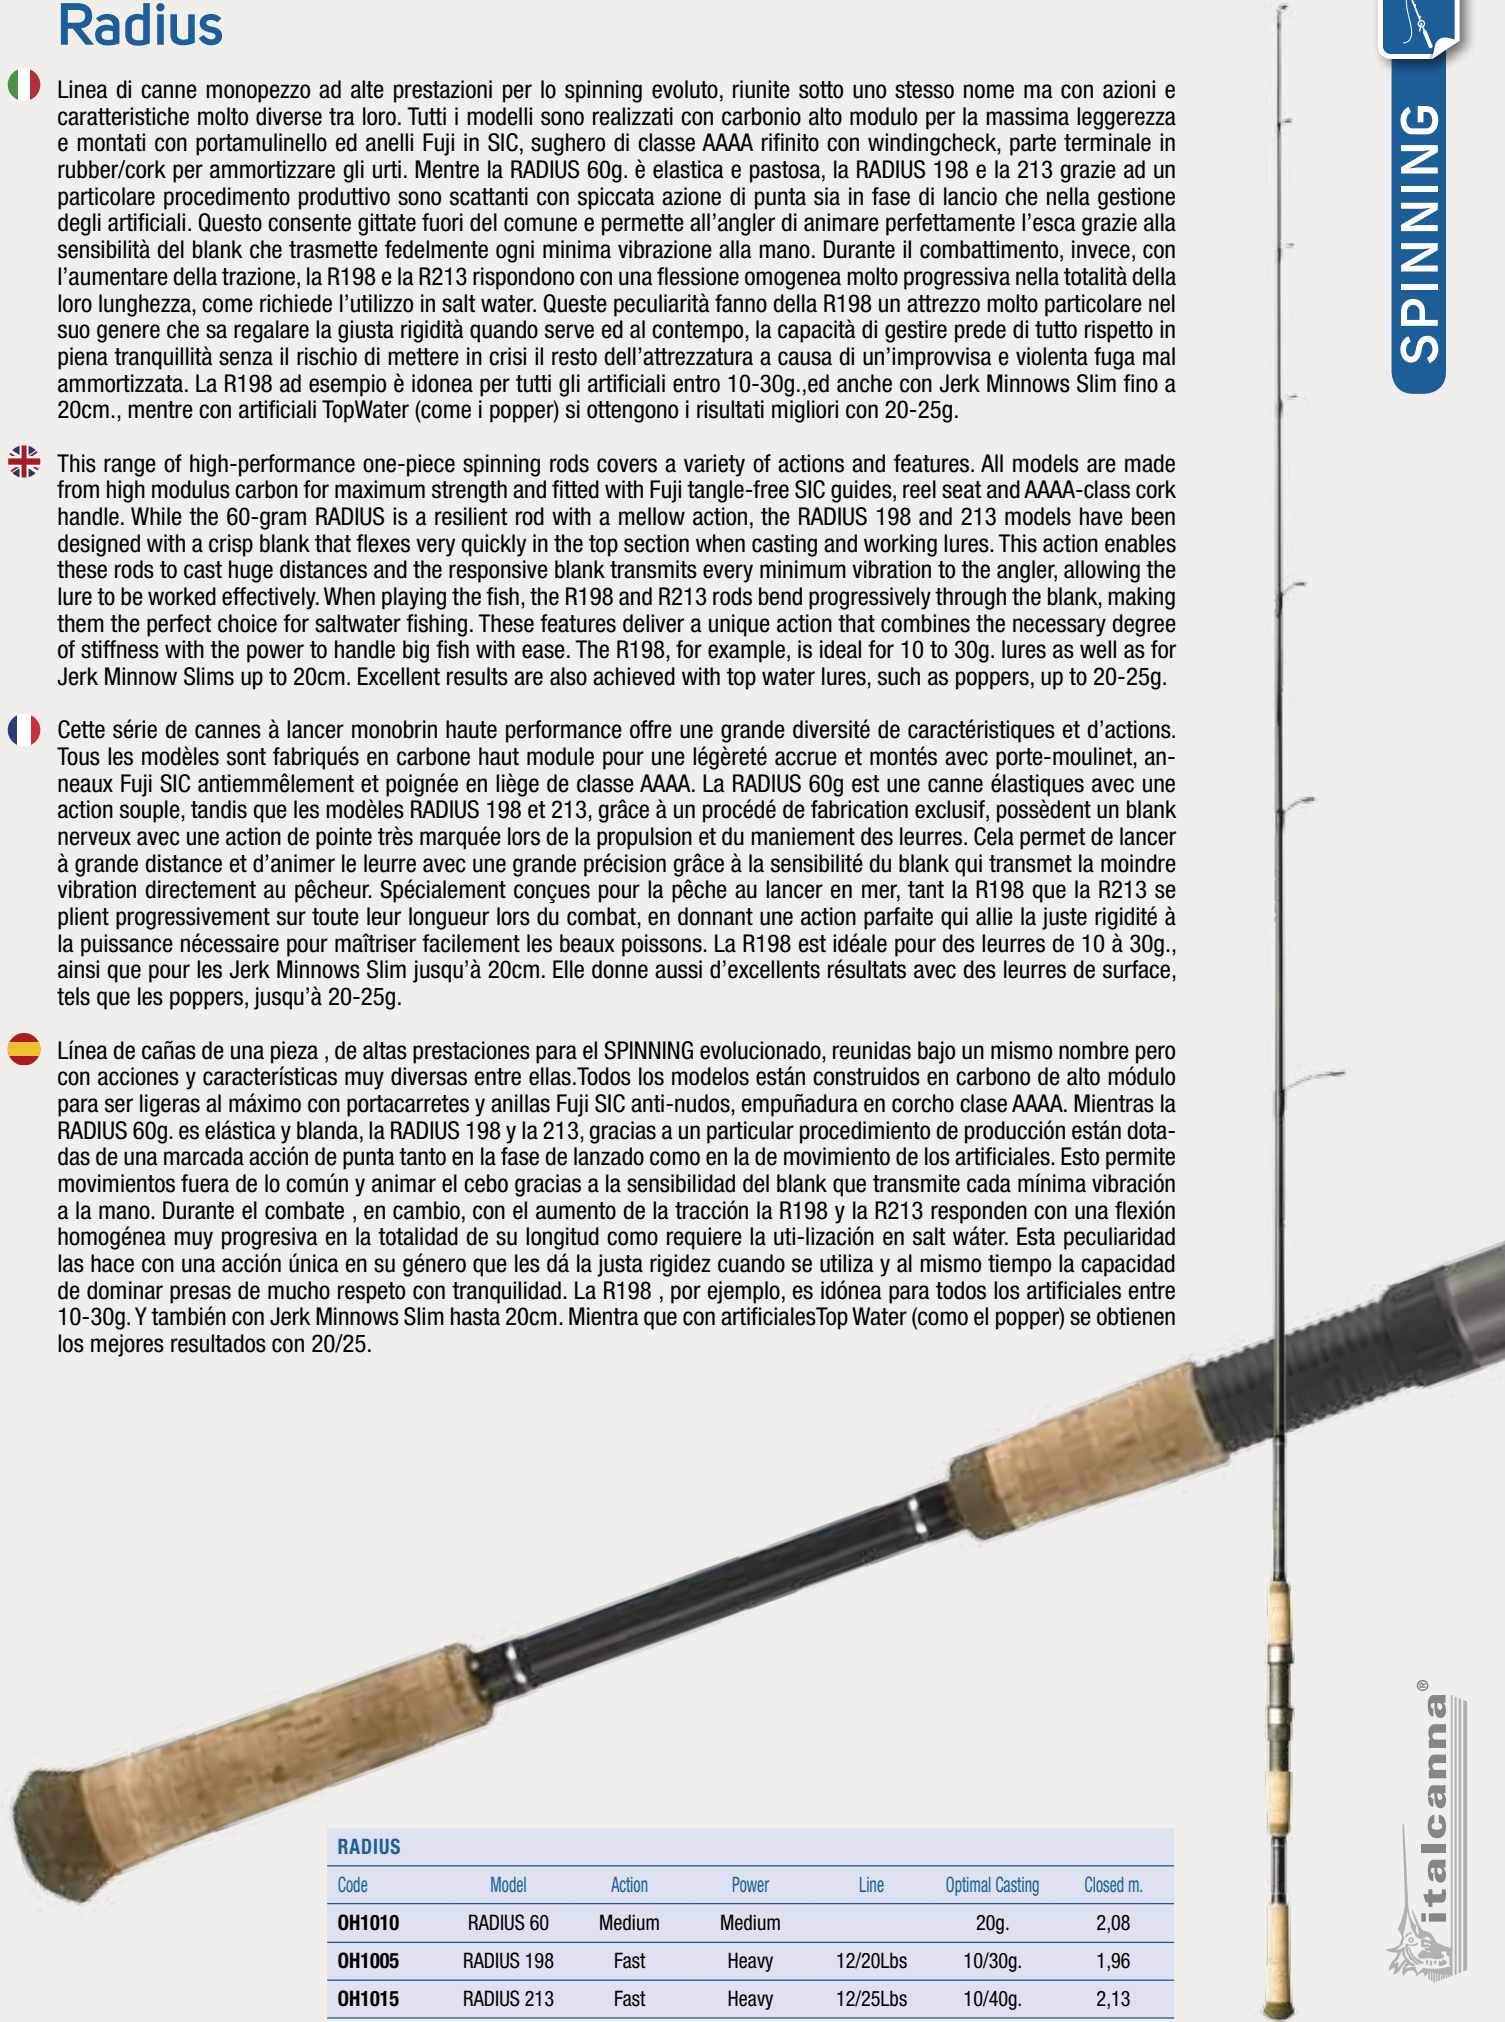 Radius
Linea di canne monopezzo ad alte prestazioni per lo spinning evoluto, riunite sotto uno stesso nome ma con azioni e
caratteristiche molto diverse tra loro. Tutti i modelli sono realizzati con carbonio alto modulo per la massima leggerezza
e montati con portamulinello ed anelli Fuji in SIC, sughero di classe AAAA rifinito con windingcheck, parte terminale in
rubber/cork per ammortizzare gli urti. Mentre la RADIUS 60g. è elastica e pastosa, la RADIUS 198 e la 213 grazie ad un
particolare procedimento produttivo sono scattanti con spiccata azione di punta sia in fase di lancio che nella gestione
degli artificiali. Questo consente gittate fuori del comune e permette all’angler di animare perfettamente l’esca grazie alla
sensibilità del blank che trasmette fedelmente ogni minima vibrazione alla mano. Durante il combattimento, invece, con
l’aumentare della trazione, la R198 e la R213 rispondono con una flessione omogenea molto progressiva nella totalità della
loro lunghezza, come richiede l’utilizzo in salt water. Queste peculiarità fanno della R198 un attrezzo molto particolare nel
suo genere che sa regalare la giusta rigidità quando serve ed al contempo, la capacità di gestire prede di tutto rispetto in
piena tranquillità senza il rischio di mettere in crisi il resto dell’attrezzatura a causa di un’improvvisa e violenta fuga mal
ammortizzata. La R198 ad esempio è idonea per tutti gli artificiali entro 10-30g.,ed anche con Jerk Minnows Slim fino a
20cm., mentre con artificiali TopWater (come i popper) si ottengono i risultati migliori con 20-25g.
This range of high-performance one-piece spinning rods covers a variety of actions and features. All models are made
from high modulus carbon for maximum strength and fitted with Fuji tangle-free SIC guides, reel seat and AAAA-class cork
handle. While the 60-gram RADIUS is a resilient rod with a mellow action, the RADIUS 198 and 213 models have been
designed with a crisp blank that flexes very quickly in the top section when casting and working lures. This action enables
these rods to cast huge distances and the responsive blank transmits every minimum vibration to the angler, allowing the
lure to be worked effectively. When playing the fish, the R198 and R213 rods bend progressively through the blank, making
them the perfect choice for saltwater fishing. These features deliver a unique action that combines the necessary degree
of stiffness with the power to handle big fish with ease. The R198, for example, is ideal for 10 to 30g. lures as well as for
Jerk Minnow Slims up to 20cm. Excellent results are also achieved with top water lures, such as poppers, up to 20-25g.
Cette série de cannes à lancer monobrin haute performance offre une grande diversité de caractéristiques et d’actions.
Tous les modèles sont fabriqués en carbone haut module pour une légèreté accrue et montés avec porte-moulinet, an-
neaux Fuji SIC antiemmêlement et poignée en liège de classe AAAA. La RADIUS 60g est une canne élastiques avec une
action souple, tandis que les modèles RADIUS 198 et 213, grâce à un procédé de fabrication exclusif, possèdent un blank
nerveux avec une action de pointe très marquée lors de la propulsion et du maniement des leurres. Cela permet de lancer
à grande distance et d’animer le leurre avec une grande précision grâce à la sensibilité du blank qui transmet la moindre
vibration directement au pêcheur. Spécialement conçues pour la pêche au lancer en mer, tant la R198 que la R213 se
plient progressivement sur toute leur longueur lors du combat, en donnant une action parfaite qui allie la juste rigidité à
la puissance nécessaire pour maîtriser facilement les beaux poissons. La R198 est idéale pour des leurres de 10 à 30g.,
ainsi que pour les Jerk Minnows Slim jusqu’à 20cm. Elle donne aussi d’excellents résultats avec des leurres de surface,
tels que les poppers, jusqu’à 20-25g.
Línea de cañas de una pieza , de altas prestaciones para el SPINNING evolucionado, reunidas bajo un mismo nombre pero
con acciones y características muy diversas entre ellas.Todos los modelos están construidos en carbono de alto módulo
para ser ligeras al máximo con portacarretes y anillas Fuji SIC anti-nudos, empuñadura en corcho clase AAAA. Mientras la
RADIUS 60g. es elástica y blanda, la RADIUS 198 y la 213, gracias a un particular procedimiento de producción están dota-
das de una marcada acción de punta tanto en la fase de lanzado como en la de movimiento de los artificiales. Esto permite
movimientos fuera de lo común y animar el cebo gracias a la sensibilidad del blank que transmite cada mínima vibración
a la mano. Durante el combate , en cambio, con el aumento de la tracción la R198 y la R213 responden con una flexión
homogénea muy progresiva en la totalidad de su longitud como requiere la uti-lización en salt wáter. Esta peculiaridad
las hace con una acción única en su género que les dá la justa rigidez cuando se utiliza y al mismo tiempo la capacidad
de dominar presas de mucho respeto con tranquilidad. La R198 , por ejemplo, es idónea para todos los artificiales entre
10-30g. Y también con Jerk Minnows Slim hasta 20cm. Mientra que con artificialesTop Water (como el popper) se obtienen
los mejores resultados con 20/25.
SPINNING
RADIUS
Code Model Action Power Line Optimal Casting Closed m.
OH1010 RADIUS 60 Medium Medium 20g. 2,08
OH1005 RADIUS 198 Fast Heavy 12/20Lbs 10/30g. 1,96
OH1015 RADIUS 213 Fast Heavy 12/25Lbs 10/40g. 2,13
italcanna®